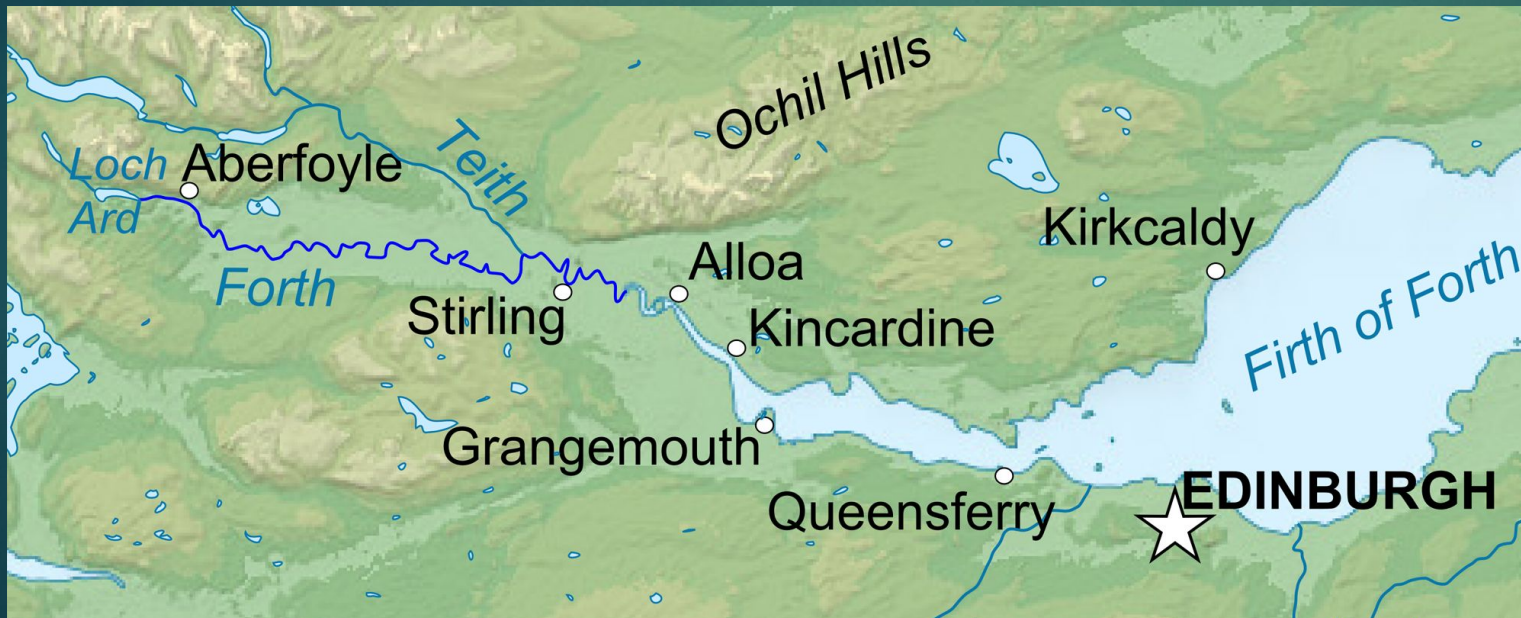 Ochil Hills
Loch
Ard
Aberfoyle
Teith
Forth
Stirling
Alloa
Kincardine
Kirkcaldy
Firth of Forth
Grangemouth
Queensferry
EDINBURGH